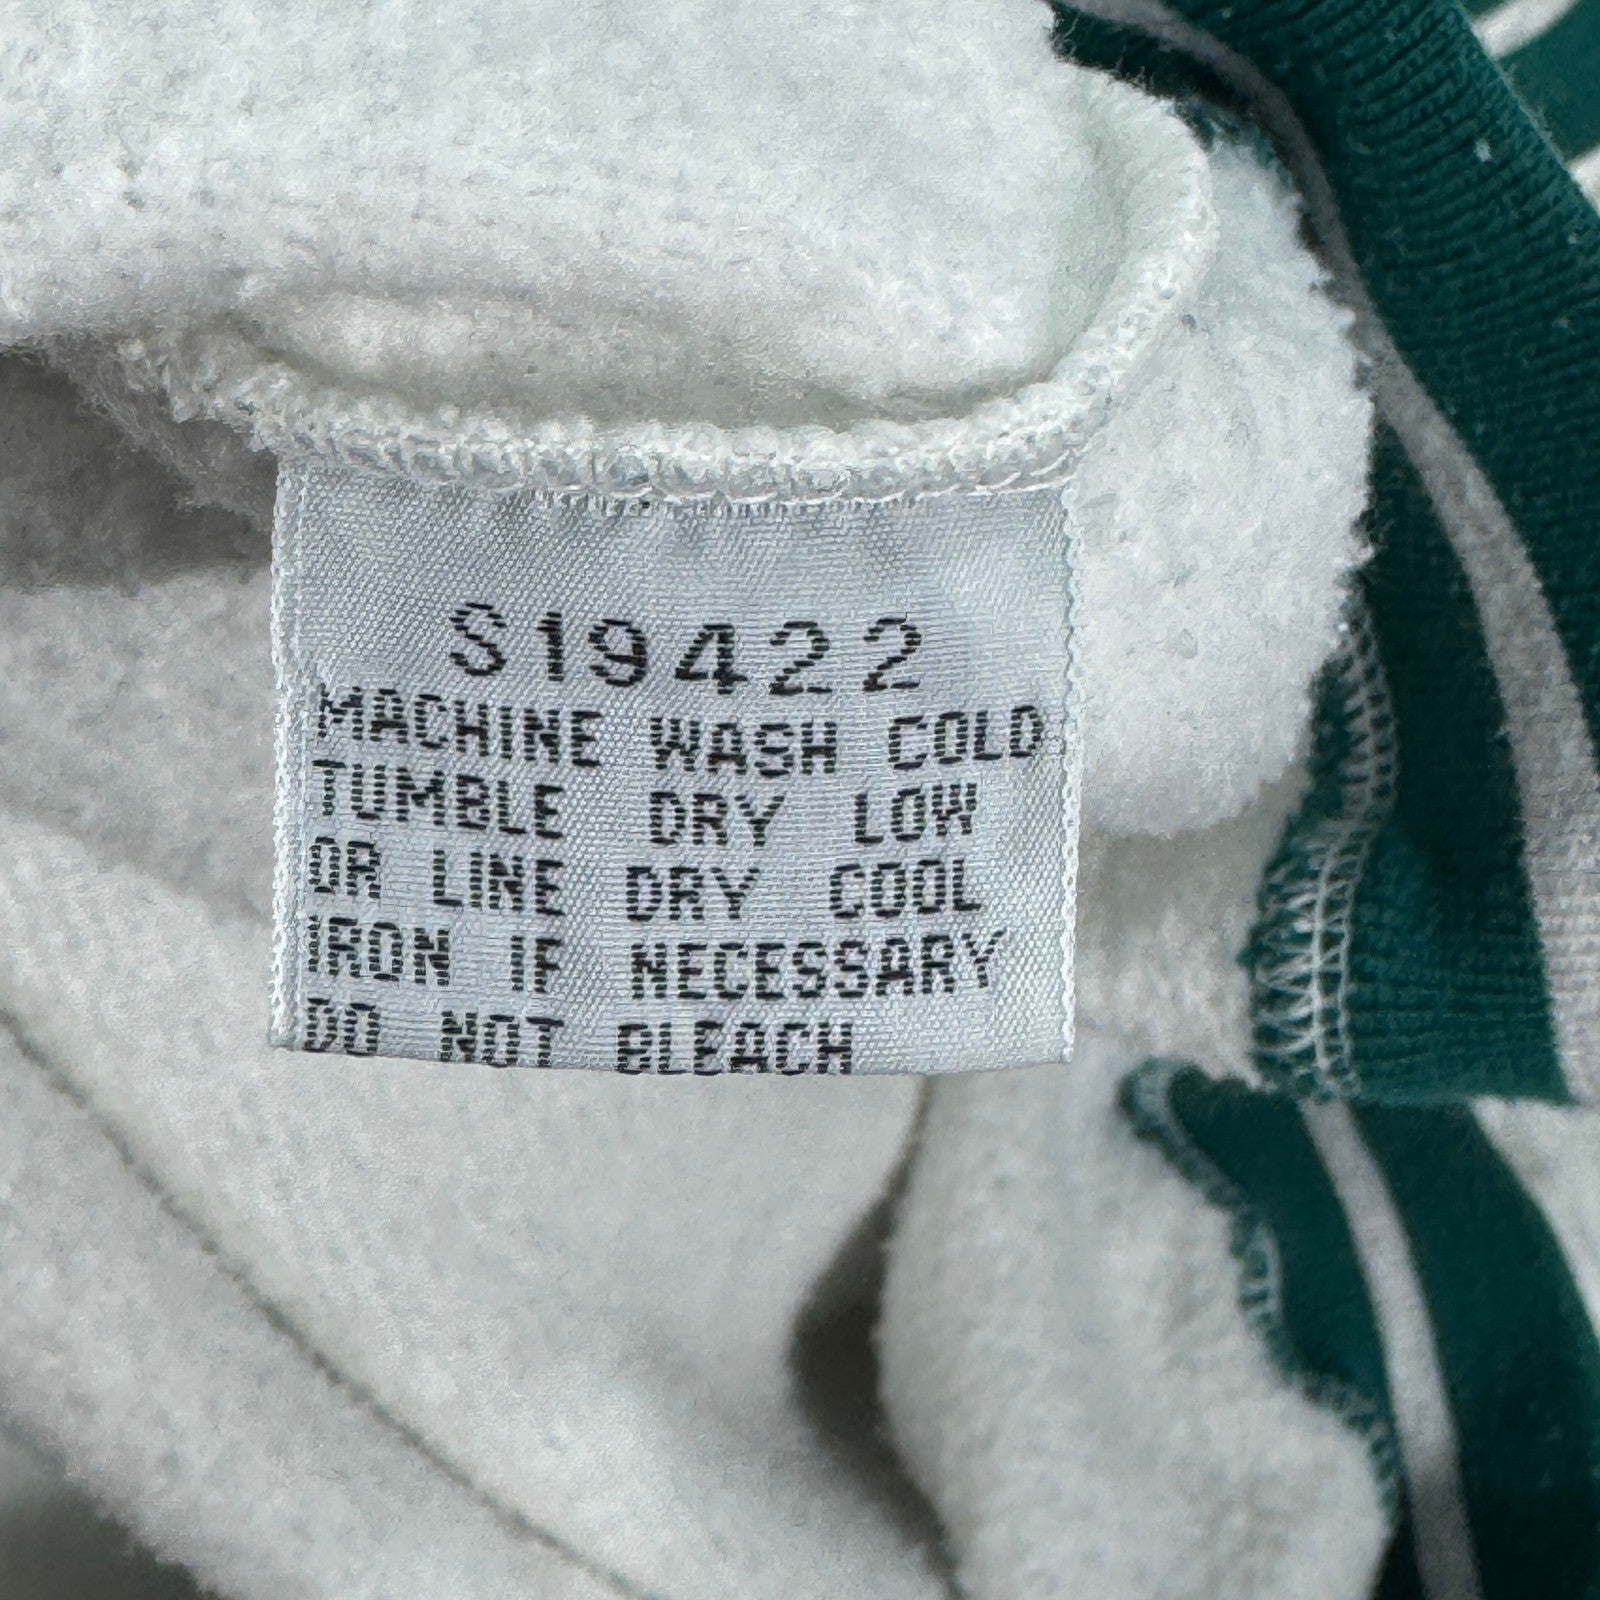 S19422
MACHINE WASH COLD
TUMBLE DRY LOW
OR LINE DRY COOL
IRON IF NECESSARY
DO NOT BLEACH